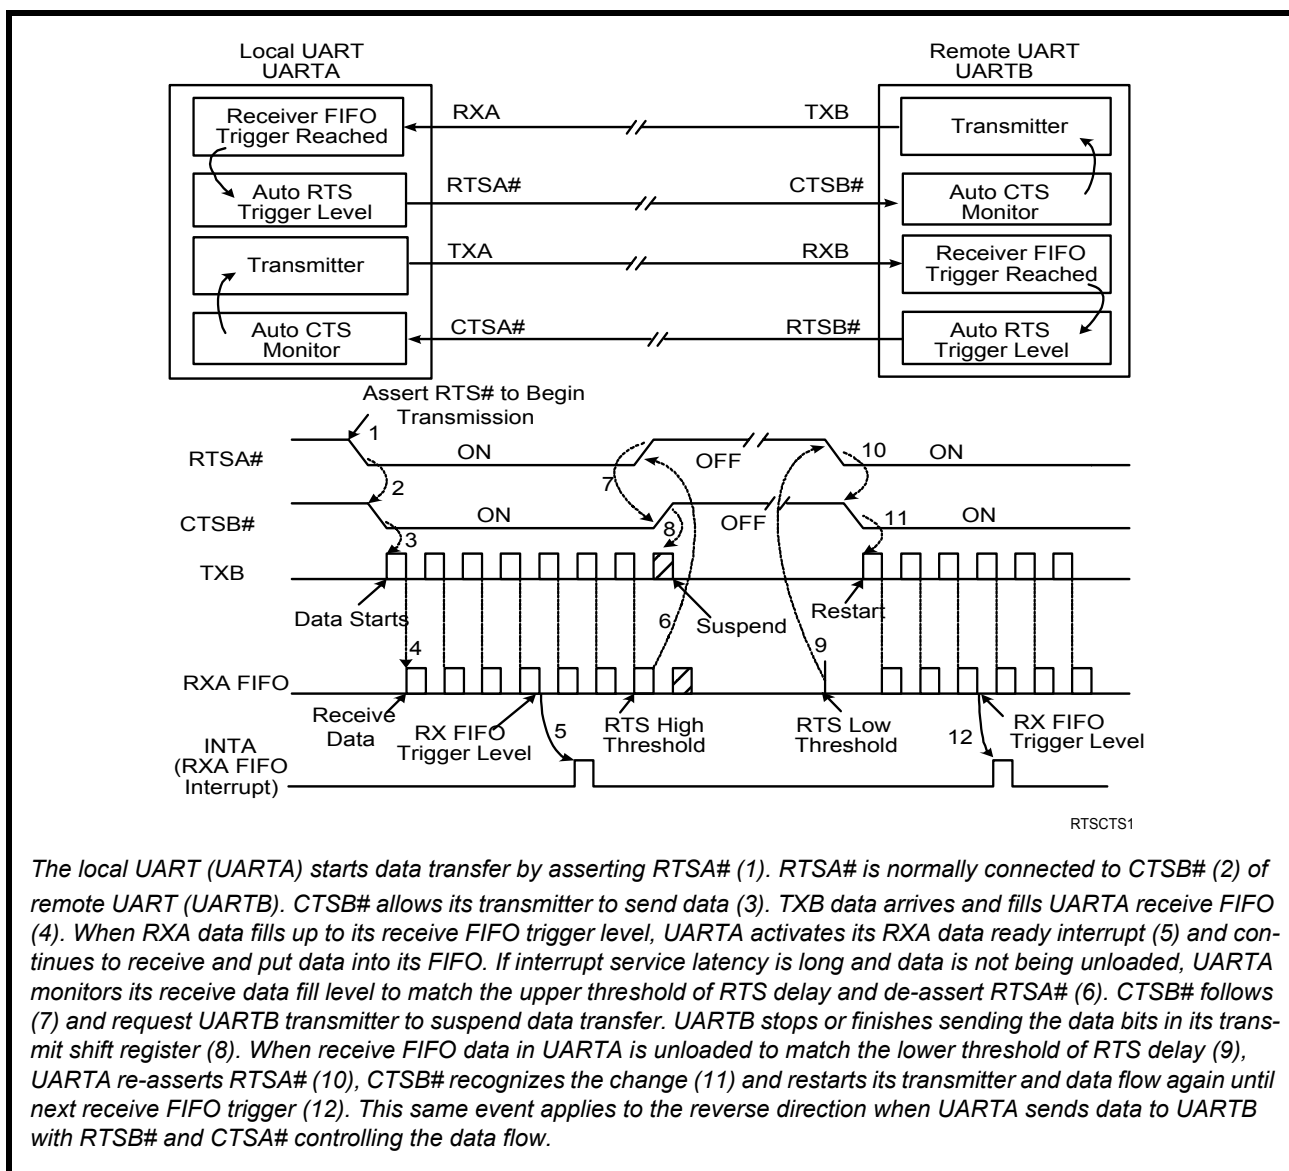 Local UART
UARTA
Remote UART
UARTB
Receiver FIFO
Trigger Reached
RXA
TXB
Transmitter
Auto RTS
Trigger Level
RTSA#
CTSB#
Auto CTS
Monitor
Transmitter
TXA
RXB
Receiver FIFO
Trigger Reached
Auto CTS
Monitor
CTSA#
RTSB#
Auto RTS
Trigger Level
Assert RTS# to Begin
Transmission
RTSA#
1
ON
7
OFF
10
ON
2
CTSB#
ON
8
OFF
11
ON
3
TXB
Data Starts
6
Suspend
Restart
4
9
RXA FIFO
Receive
Data
RX FIFO
Trigger Level
5
RTS High
Threshold
RTS Low
Threshold
12
RX FIFO
Trigger Level
INTA
(RXA FIFO
Interrupt)
RTSCTS1
The local UART (UARTA) starts data transfer by asserting RTSA# (1). RTSA# is normally connected to CTSB# (2) of
remote UART (UARTB). CTSB# allows its transmitter to send data (3). TXB data arrives and fills UARTA receive FIFO
(4). When RXA data fills up to its receive FIFO trigger level, UARTA activates its RXA data ready interrupt (5) and con-
tinues to receive and put data into its FIFO. If interrupt service latency is long and data is not being unloaded, UARTA
monitors its receive data fill level to match the upper threshold of RTS delay and de-assert RTSA# (6). CTSB# follows
(7) and request UARTB transmitter to suspend data transfer. UARTB stops or finishes sending the data bits in its trans-
mit shift register (8). When receive FIFO data in UARTA is unloaded to match the lower threshold of RTS delay (9),
UARTA re-asserts RTSA# (10), CTSB# recognizes the change (11) and restarts its transmitter and data flow again until
next receive FIFO trigger (12). This same event applies to the reverse direction when UARTA sends data to UARTB
with RTSB# and CTSA# controlling the data flow.